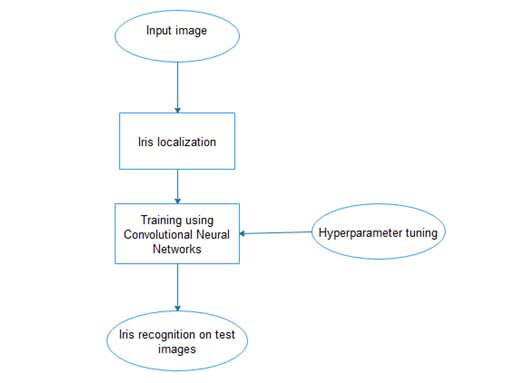 Input image
Iris localization
Training using
Convolutional Neural
Networks
Hyperparameter tuning
Iris recognition on test
images